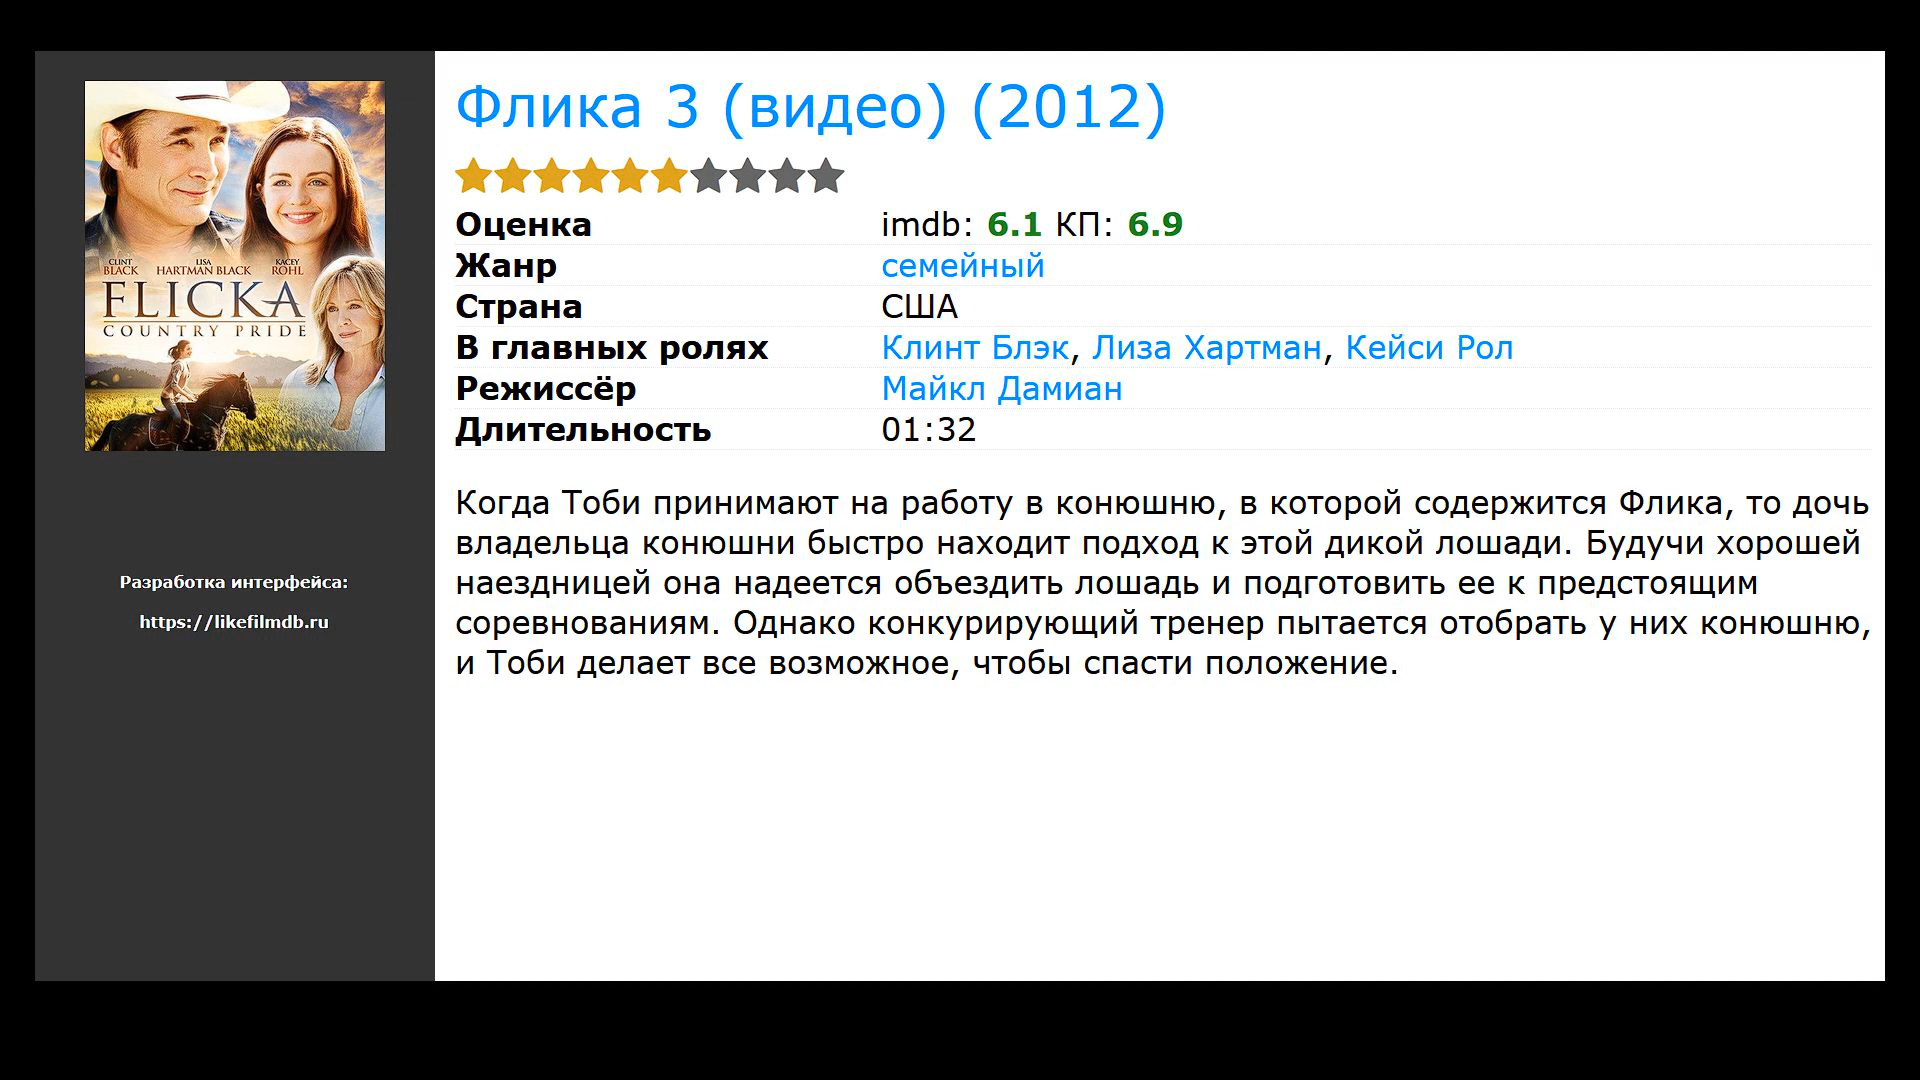 Флика 3 (видео) (2012)
Оценка imdb: 6.1 КП: 6.9
Жанр семейный
Страна США
В главных ролях Клинт Блэк, Лиза Хартман, Кейси Рол
Режиссёр Майкл Дамиан
Длительность 01:32
Когда Тоби принимают на работу в конюшню, в которой содержится Флика, то дочь
владельца конюшни быстро находит подход к этой дикой лошади. Будучи хорошей
наездницей она надеется объездить лошадь и подготовить ее к предстоящим
соревнованиям. Однако конкурирующий тренер пытается отобрать у них конюшню,
и Тоби делает все возможное, чтобы спасти положение.
CLINT BLACK LISA HARTMAN BLACK KACEY ROHL
FLICKA
COUNTRY PRIDE
Разработка интерфейса:
https://likefilmdb.ru